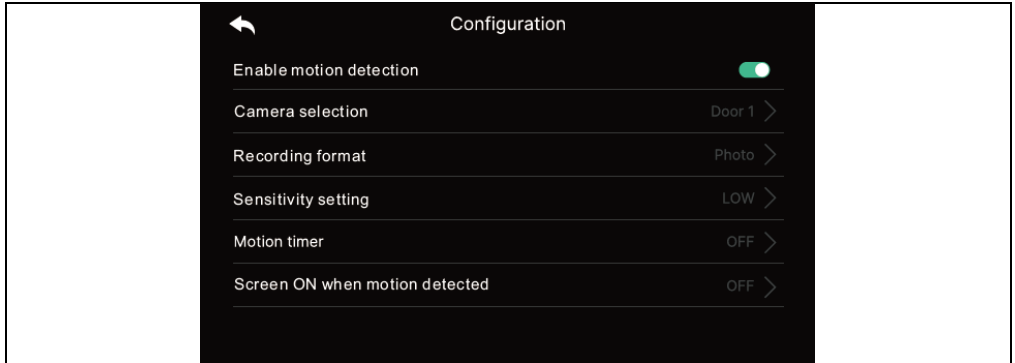 Configuration
Enable motion detection
Camera selection Door 1
Recording format Photo
Sensitivity setting LOW
Motion timer OFF
Screen ON when motion detected OFF